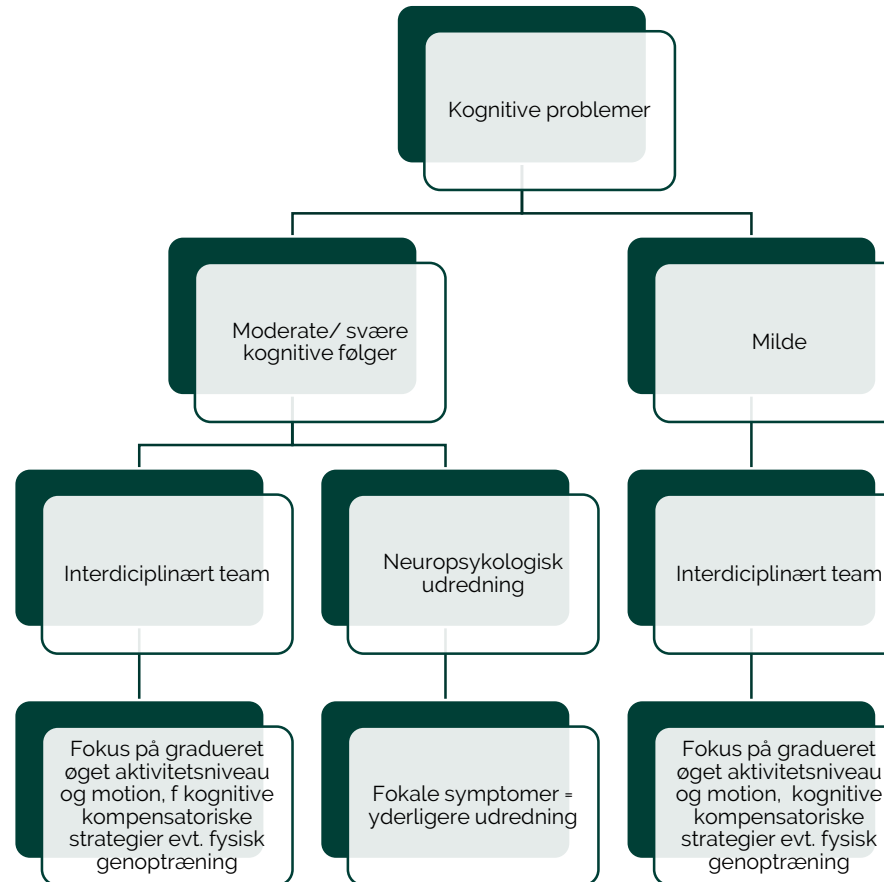 Kognitive problemer
Moderate/ svære
kognitive følger
Milde
Interdiciplinært team
Neuropsykologisk
udredning
Interdiciplinært team
Fokus på gradueret
øget aktivitetsniveau
og motion, f kognitive
kompensatoriske
strategier evt. fysisk
genoptræning
Fokale symptomer =
yderligere udredning
Fokus på gradueret
øget aktivitetsniveau
og motion, kognitive
kompensatoriske
strategier evt. fysisk
genoptræning